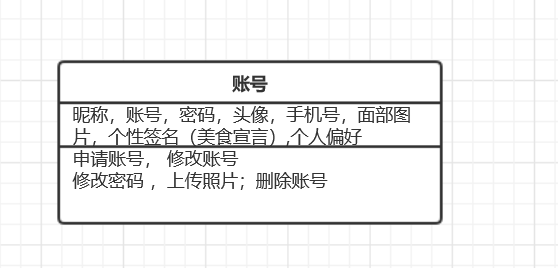 账号
昵称，账号，密码，头像，手机号，面部图
片，个性签名（美食宣言）,个人偏好
申请账号， 修改账号
修改密码 ，上传照片；删除账号